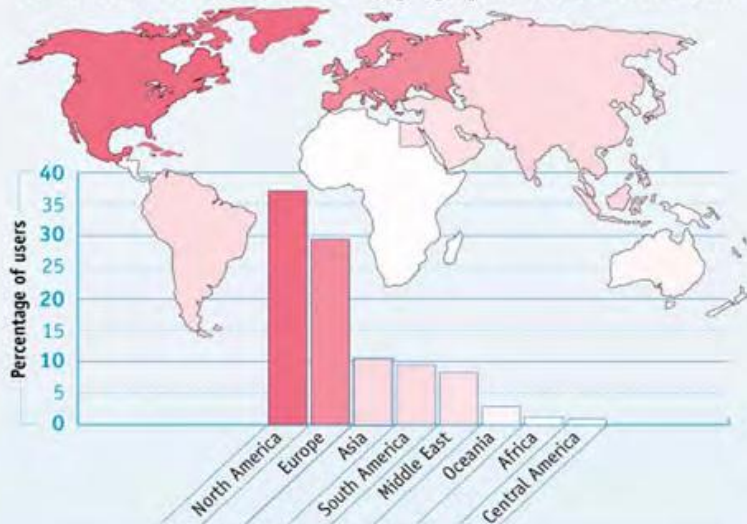 40
35
30
25
20
15
10
5
0
Percentage of users
North America
Europe
Asia
South America
Middle East
Oceania
Africa
Central America